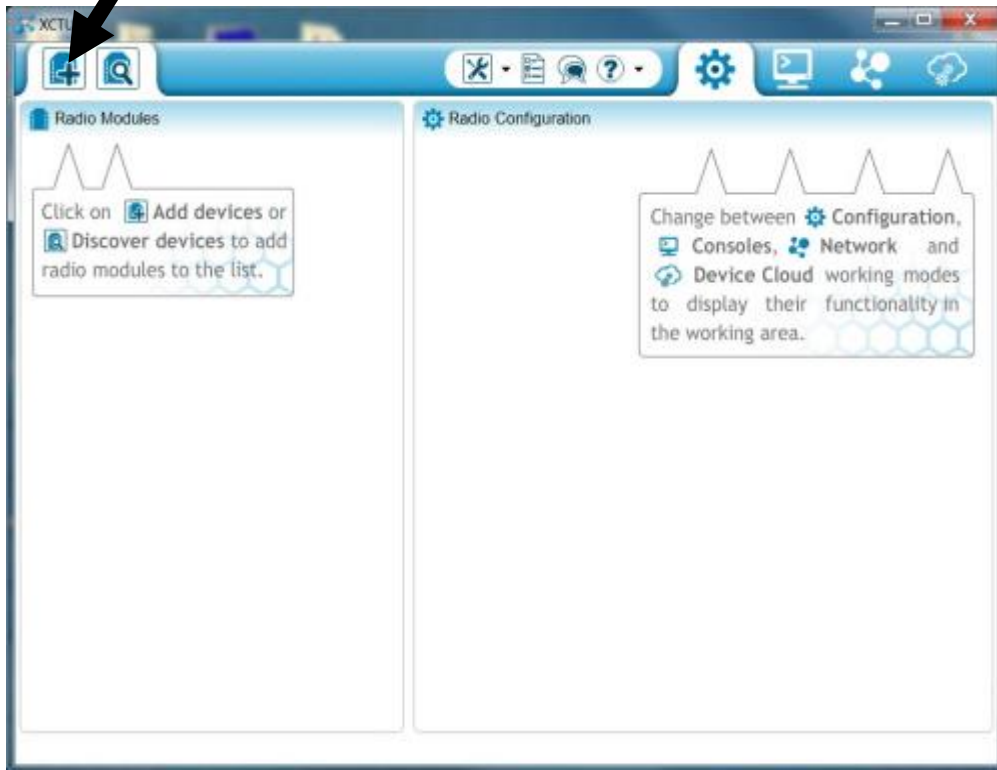 XCTU
Radio Modules
Radio Configuration
Click on Add devices or
Discover devices to add
radio modules to the list.
Change between Configuration,
Consoles, Network and
Device Cloud working modes
to display their functionality in
the working area.